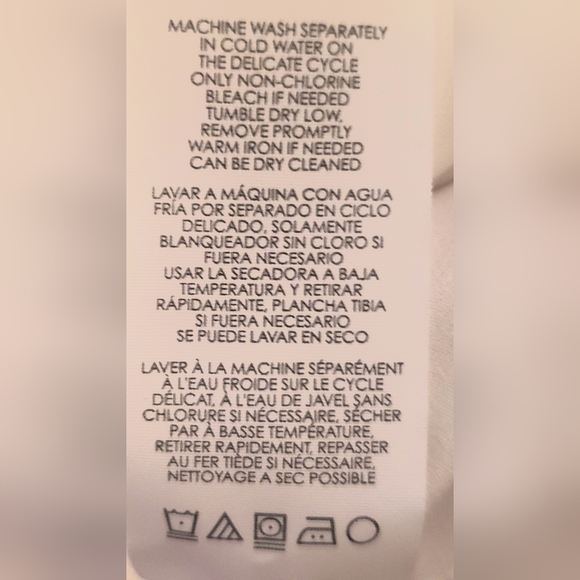 MACHINE WASH SEPARATELY
IN COLD WATER ON
THE DELICATE CYCLE
ONLY NON-CHLORINE
BLEACH IF NEEDED
TUMBLE DRY LOW,
REMOVE PROMPTLY
WARM IRON IF NEEDED
CAN BE DRY CLEANED
LAVAR A MÁQUINA CON AGUA
FRÍA POR SEPARADO EN CICLO
DELICADO, SOLAMENTE
BLANQUEADOR SIN CLORO SI
FUERA NECESARIO
USAR LA SECADORA A BAJA
TEMPERATURA Y RETIRAR
RÁPIDAMENTE, PLANCHA TIBIA
SI FUERA NECESARIO
SE PUEDE LAVAR EN SECO
LAVER À LA MACHINE SÉPARÉMENT
À L'EAU FROIDE SUR LE CYCLE
DÉLICAT, À L'EAU DE JAVEL SANS
CHLORURE SI NÉCESSAIRE, SÉCHER
PAR À BASSE TEMPÉRATURE,
RETIRER RAPIDEMENT, REPASSER
AU FER TIÈDE SI NÉCESSAIRE,
NETTOYAGE A SEC POSSIBLE